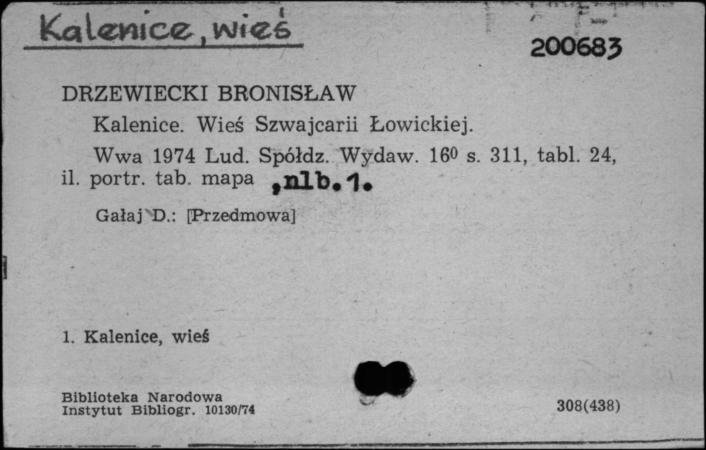 Kalenice, wieś
200683
DRZEWIECKI BRONISŁAW
Kalenice. Wieś Szwajcarii Łowickiej.
Wwa 1974 Lud. Spółdz. Wydaw. 16⁰ s. 311, tabl. 24,
il. portr. tab. mapa ,nlb.1.
Gałaj D.: [Przedmowa]
1. Kalenice, wieś
Biblioteka Narodowa
Instytut Bibliogr. 10130/74
308(438)